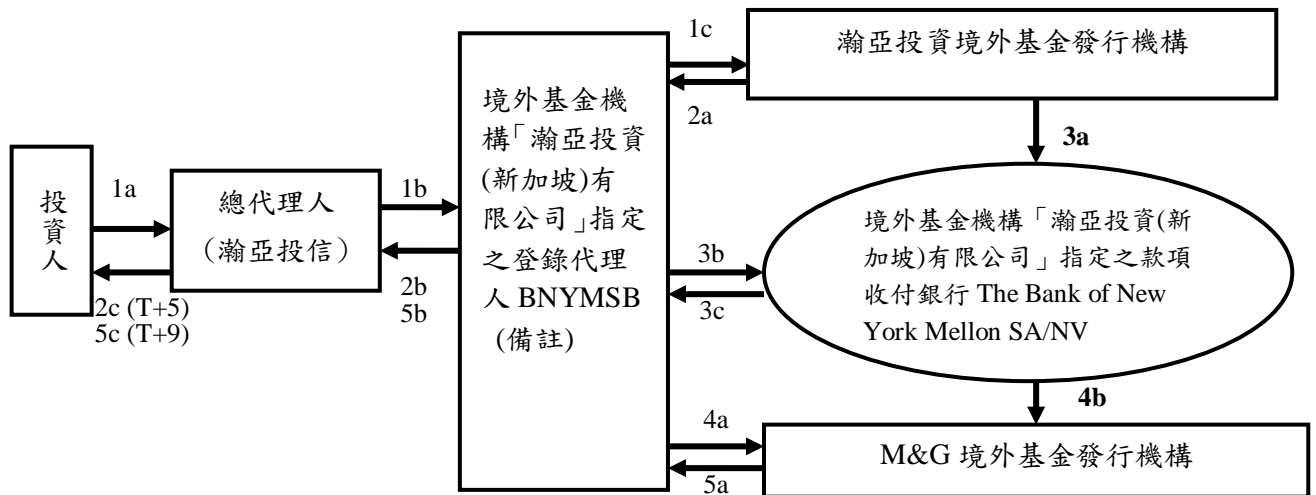 投
資
人
1a
2c (T+5)
5c (T+9)
總代理人
（瀚亞投信）
1b
2b
5b
境外基金機
構「瀚亞投資
(新加坡)有
限公司」指定
之登錄代理
人 BNYMSB
(備註)
1c
2a
瀚亞投資境外基金發行機構
3a
3b
3c
境外基金機構「瀚亞投資(新
加坡)有限公司」指定之款項
收付銀行 The Bank of New
York Mellon SA/NV
4b
4a
5a
M&G 境外基金發行機構